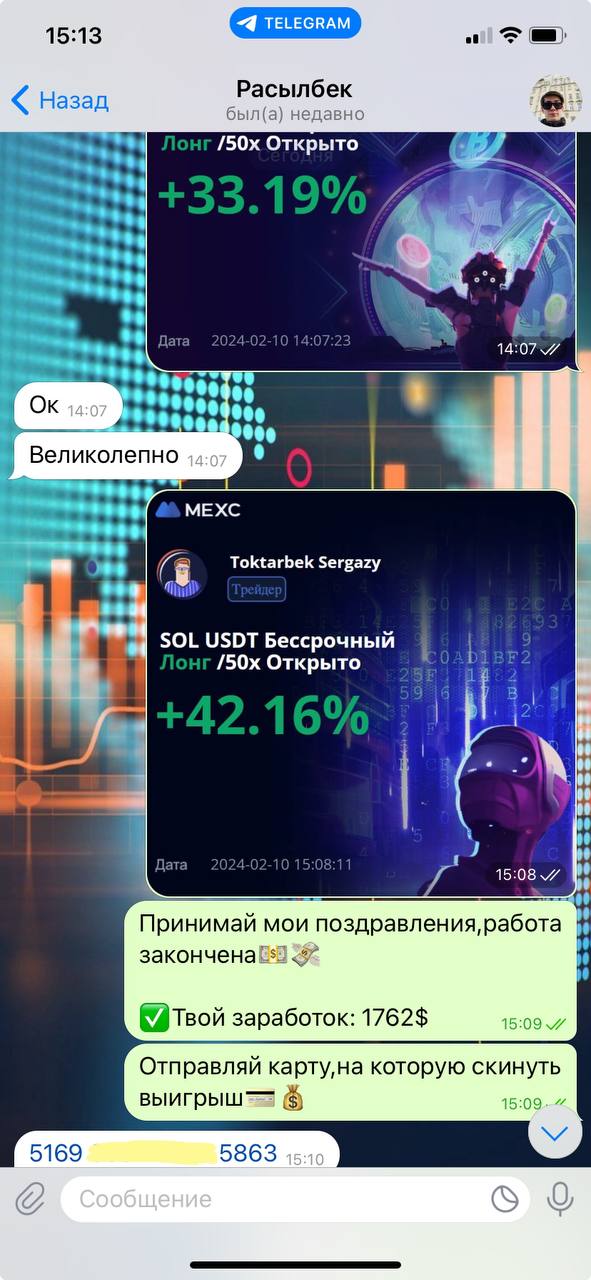 15:13
TELEGRAM
Назад
Расылбек
был(а) недавно
Сегодня
Лонг /50x Открыто
+33.19%
Дата 2024-02-10 14:07:23
14:07
Ок 14:07
Великолепно 14:07
MEXC
Toktarbek Sergazy
Трейдер
SOL USDT Бессрочный
Лонг /50x Открыто
+42.16%
Дата 2024-02-10 15:08:11
15:08
Принимай мои поздравления,работа
закончена
Твой заработок: 1762$
15:09
Отправляй карту,на которую скинуть
выигрыш
15:09
5169 5863 15:10
Сообщение